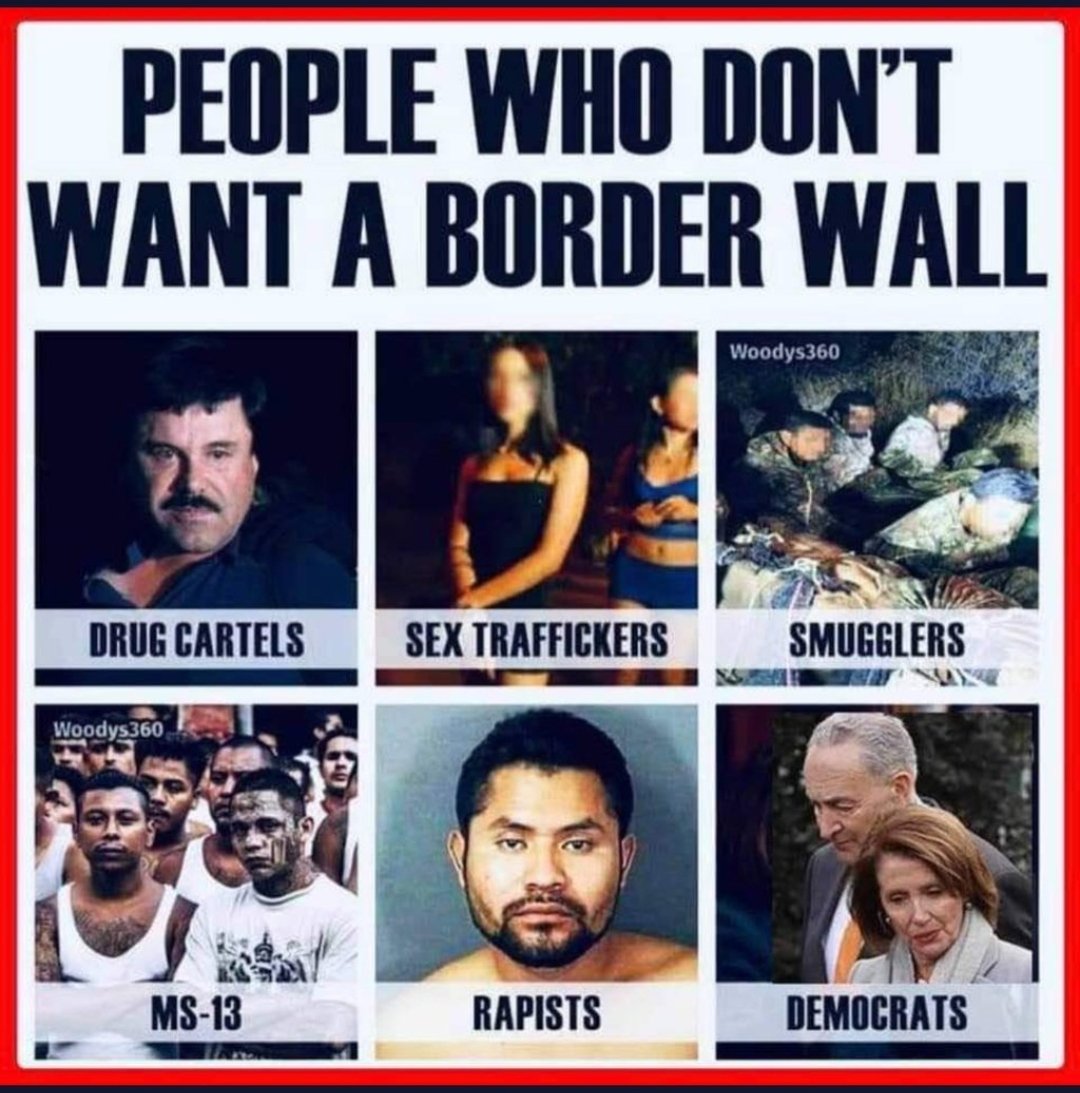 PEOPLE WHO DON'T
WANT A BORDER WALL
Woodys360
DRUG CARTELS
SEX TRAFFICKERS
SMUGGLERS
Woodys360
MS-13
RAPISTS
DEMOCRATS